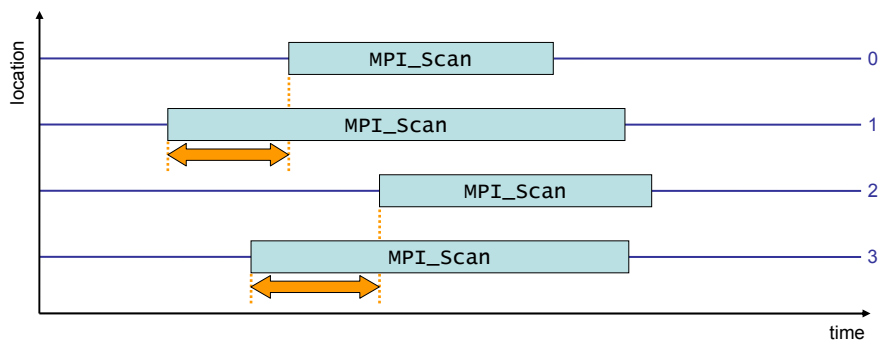 location
MPI_Scan
0
MPI_Scan
1
MPI_Scan
2
MPI_Scan
3
time